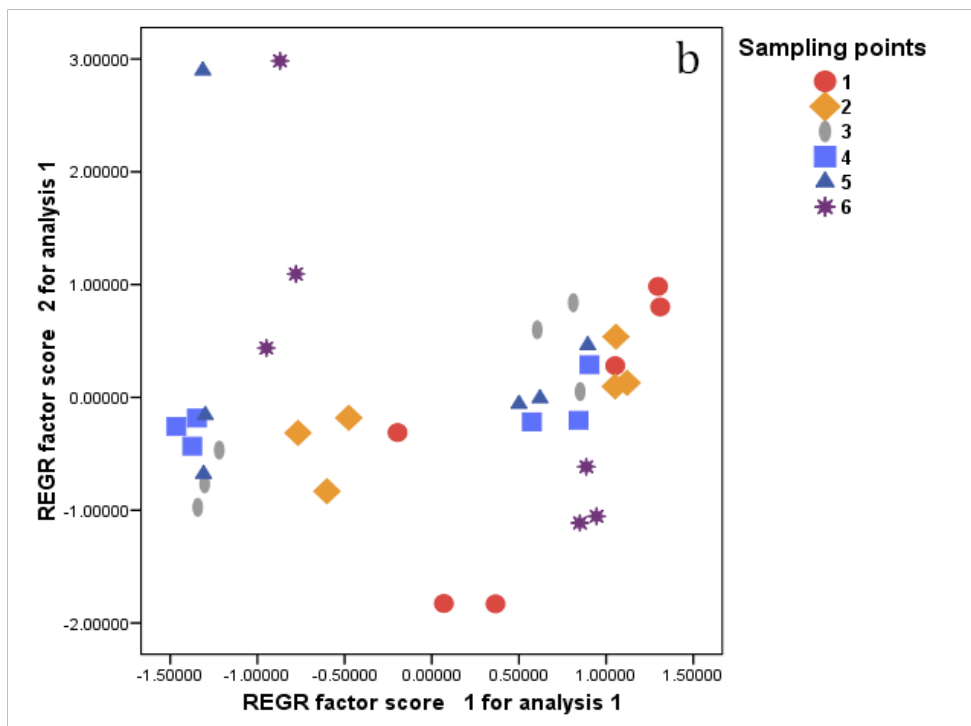 b
Sampling points
1
2
3
4
5
6
REGR factor score 2 for analysis 1
3.00000
2.00000
1.00000
0.00000
-1.00000
-2.00000
-1.50000 -1.00000 -0.50000 0.00000 0.50000 1.00000 1.50000
REGR factor score 1 for analysis 1